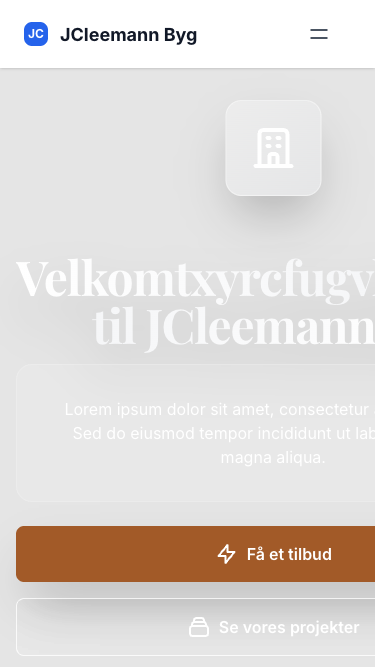 JC JCleemann Byg
Velkomtxyrcfugv
til JCleemann
Lorem ipsum dolor sit amet, consectetur
Sed do eiusmod tempor incididunt ut lab
magna aliqua.
Få et tilbud
Se vores projekter